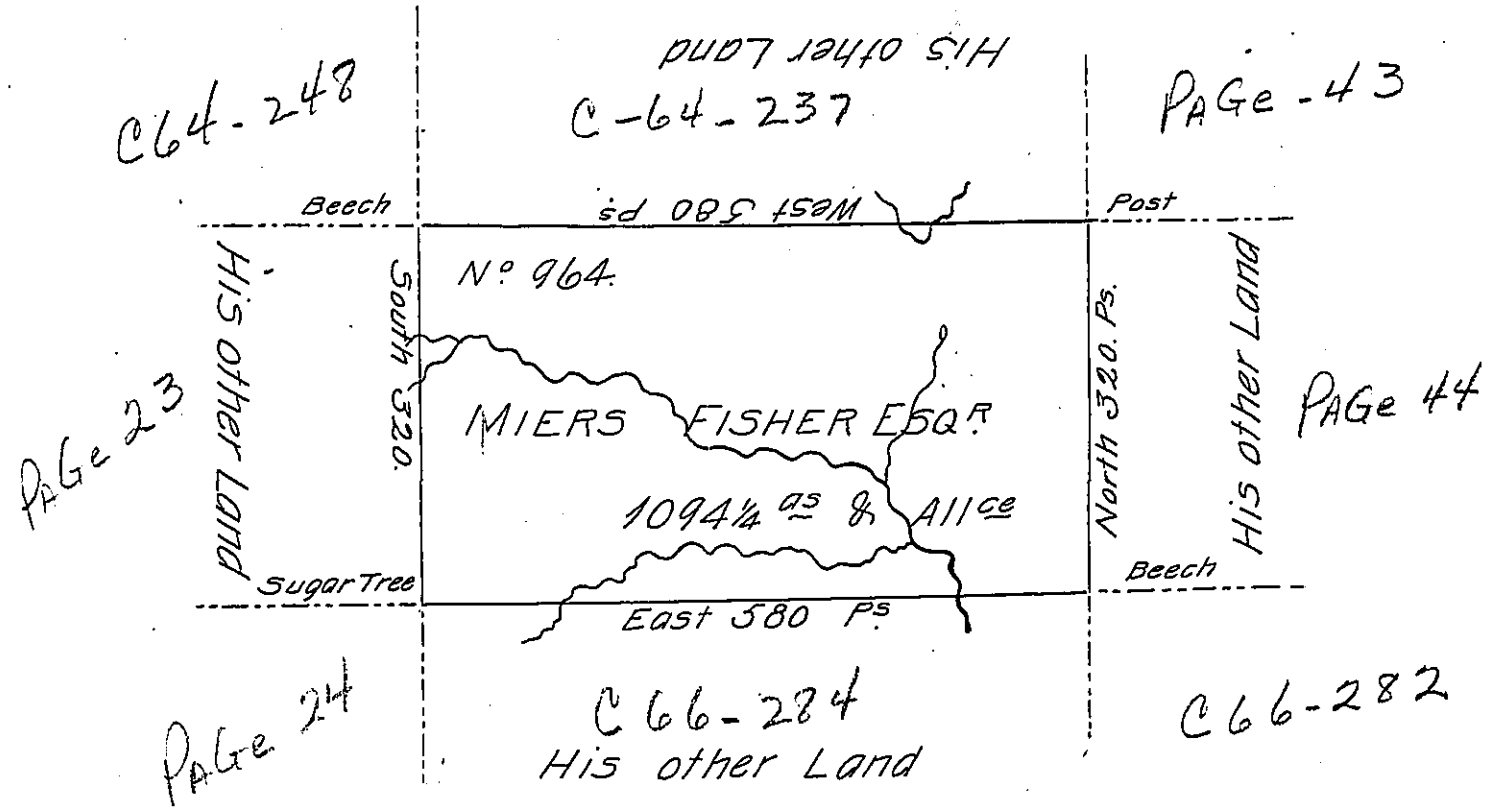 His other Land
C64-248
C-64-237
PAGe-43
Beech
West 580 ps
Post
His other Land
South 320.
Nº 964.
North 320. Ps.
His other Land
PAGe 23
MIERS FISHER ESQR
PAGe 44
1094¼ as & Allce
Sugar Tree
Beech
East 580 Ps.
PAGe 24
C66-284
C66-282
His other Land